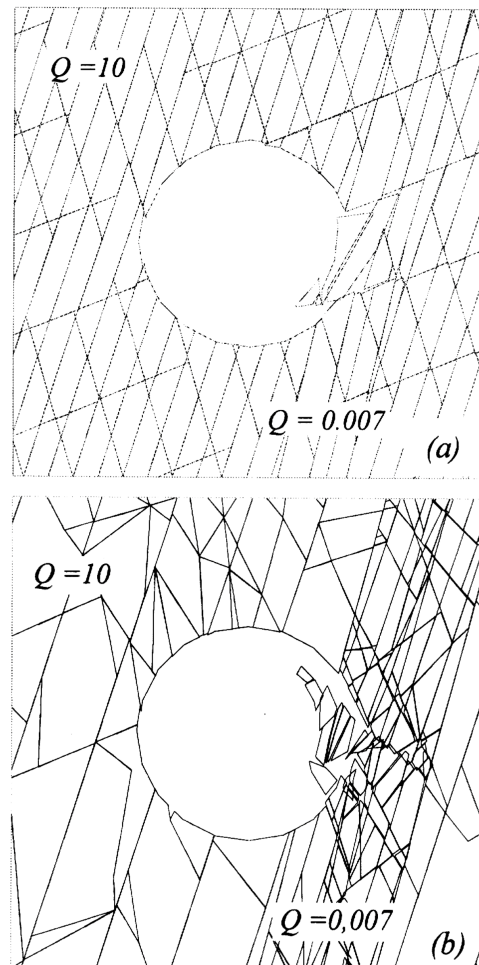 Q =10
Q = 0.007
(a)
Q =10
Q =0,007
(b)